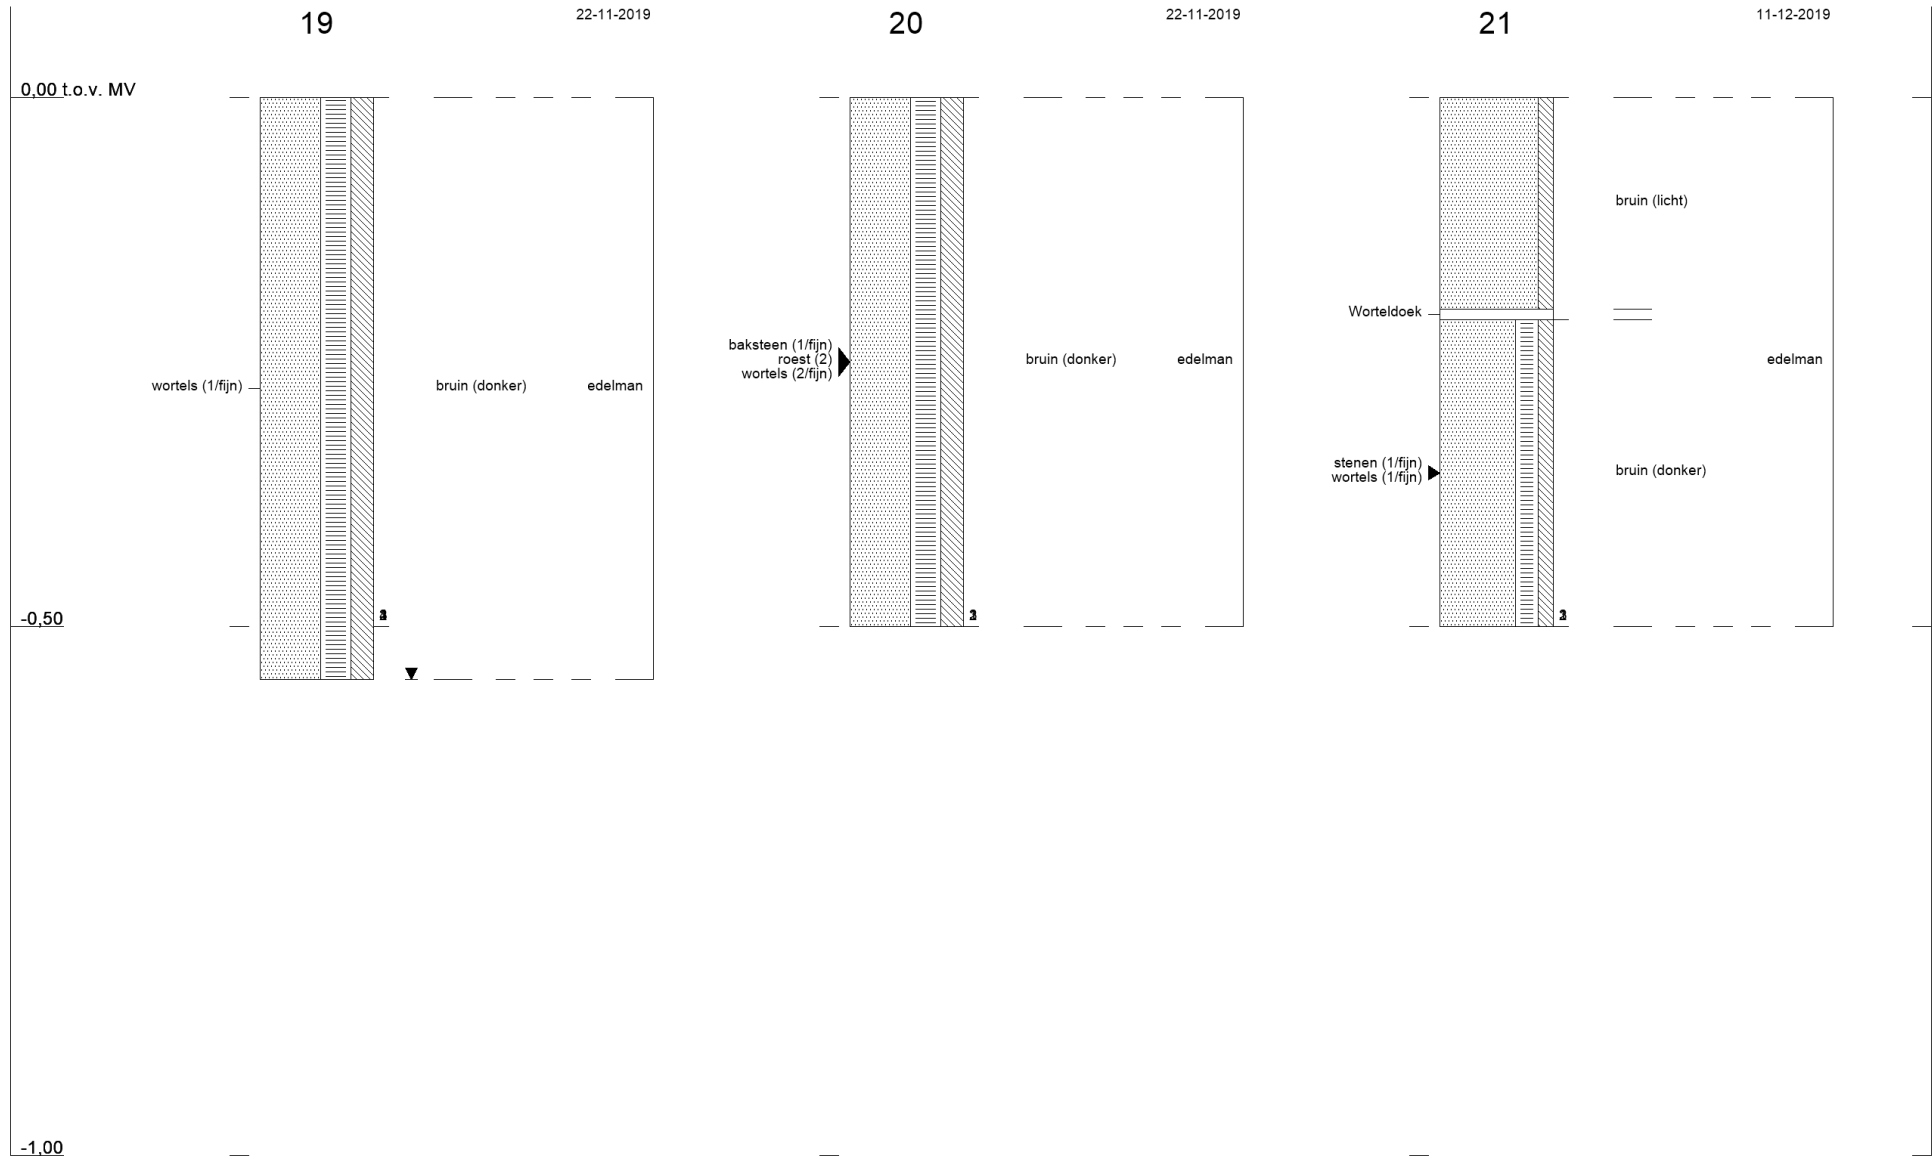 19
22-11-2019
20
22-11-2019
21
11-12-2019
0,00 t.o.v. MV
bruin (licht)
Worteldoek
baksteen (1/fijn)
roest (2)
wortels (2/fijn)
bruin (donker)
edelman
edelman
wortels (1/fijn)
bruin (donker)
edelman
stenen (1/fijn)
wortels (1/fijn)
bruin (donker)
-0,50
-1,00